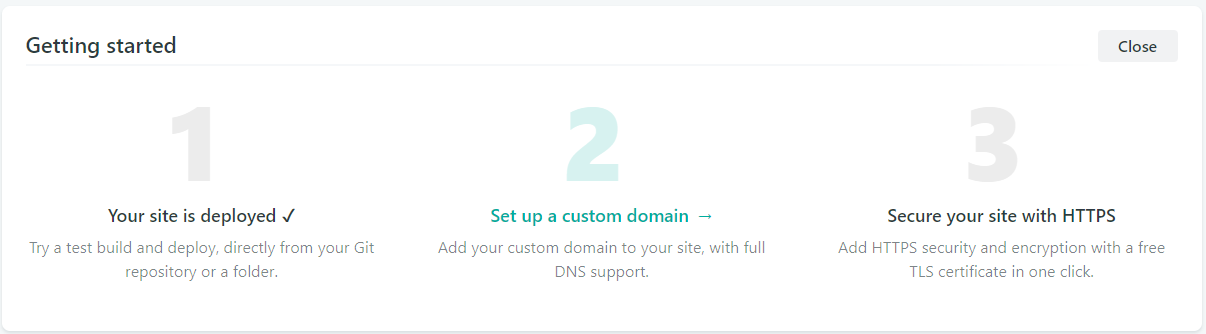 Getting started
Close
1
2
3
Your site is deployed ✓
Set up a custom domain →
Secure your site with HTTPS
Try a test build and deploy, directly from your Git
repository or a folder.
Add your custom domain to your site, with full
DNS support.
Add HTTPS security and encryption with a free
TLS certificate in one click.